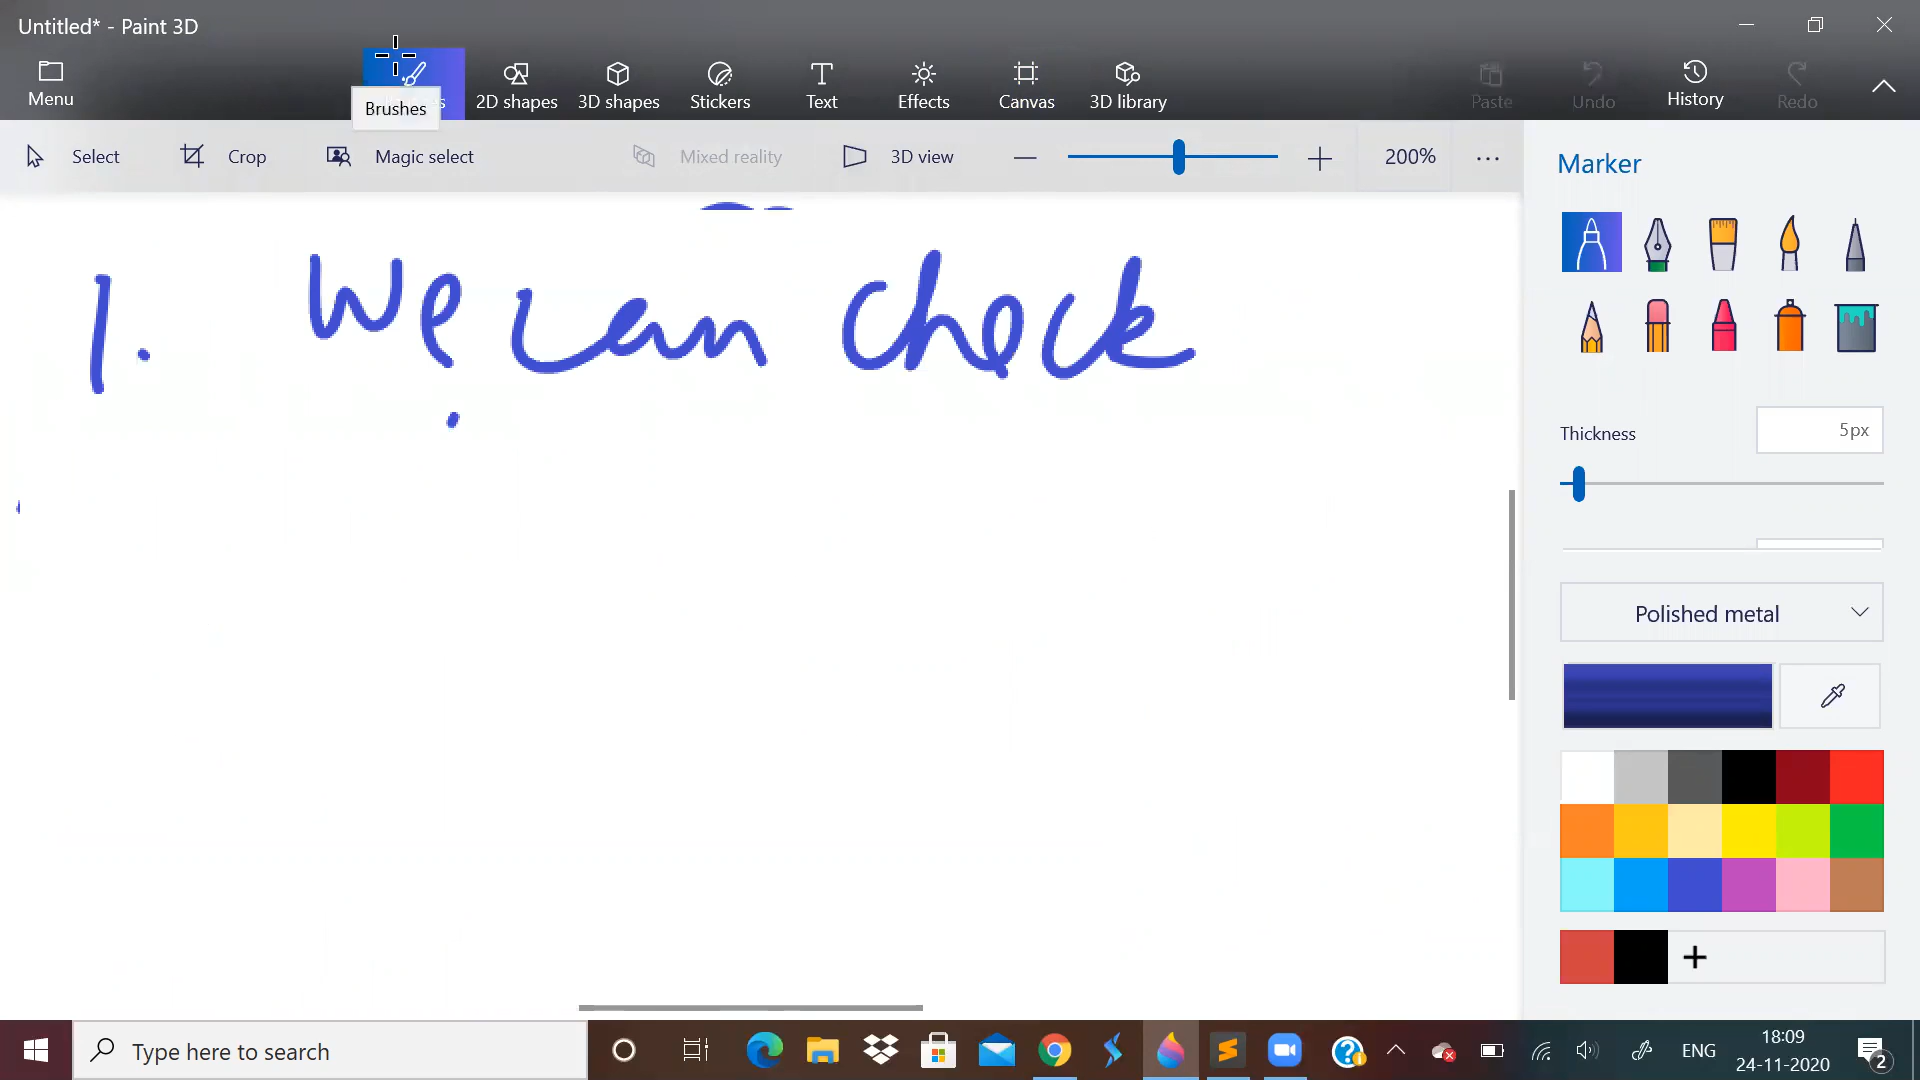 Untitled* - Paint 3D
Menu
Brushes
2D shapes
3D shapes
Stickers
Text
Effects
Canvas
3D library
Paste
Undo
History
Redo
Select
Crop
Magic select
Mixed reality
3D view
200%
Marker
1. We can check
Thickness
5px
Polished metal
Type here to search
ENG
18:09
24-11-2020
2